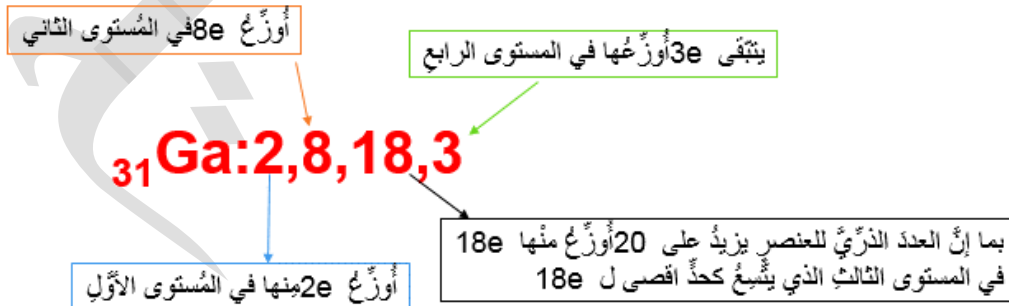 أُوزِّعُ 8e في المُستوى الثاني
يتبّقى 3e أُوزِّعُها في المستوى الرابعِ
₃₁Ga:2,8,18,3
بما إنَّ العددَ الذرِّيَّ للعنصرِ يزيدُ على 20 أُوزِّعُ منْها 18e
في المستوى الثالثِ الذي يتَّسِعُ كحدٍّ اقصى ل 18e
أُوزِّعُ 2e مِنها في المُستوى الأوَّلِ